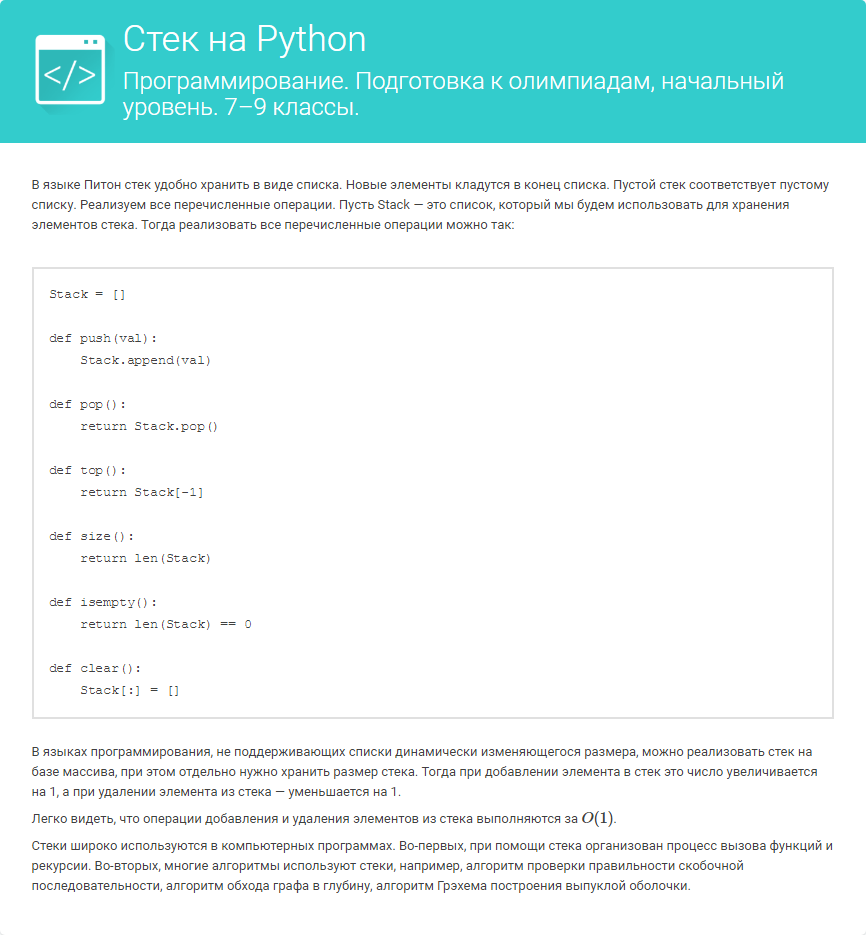 Стек на Python
</>
Программирование. Подготовка к олимпиадам, начальный
уровень. 7–9 классы.
В языке Питон стек удобно хранить в виде списка. Новые элементы кладутся в конец списка. Пустой стек соответствует пустому
списку. Реализуем все перечисленные операции. Пусть Stack — это список, который мы будем использовать для хранения
элементов стека. Тогда реализовать все перечисленные операции можно так:
Stack = []
def push(val):
    Stack.append(val)
def pop():
    return Stack.pop()
def top():
    return Stack[-1]
def size():
    return len(Stack)
def isempty():
    return len(Stack) == 0
def clear():
    Stack[:] = []
В языках программирования, не поддерживающих списки динамически изменяющегося размера, можно реализовать стек на
базе массива, при этом отдельно нужно хранить размер стека. Тогда при добавлении элемента в стек это число увеличивается
на 1, а при удалении элемента из стека — уменьшается на 1.
Легко видеть, что операции добавления и удаления элементов из стека выполняются за O(1).
Стеки широко используются в компьютерных программах. Во-первых, при помощи стека организован процесс вызова функций и
рекурсии. Во-вторых, многие алгоритмы используют стеки, например, алгоритм проверки правильности скобочной
последовательности, алгоритм обхода графа в глубину, алгоритм Грэхема построения выпуклой оболочки.